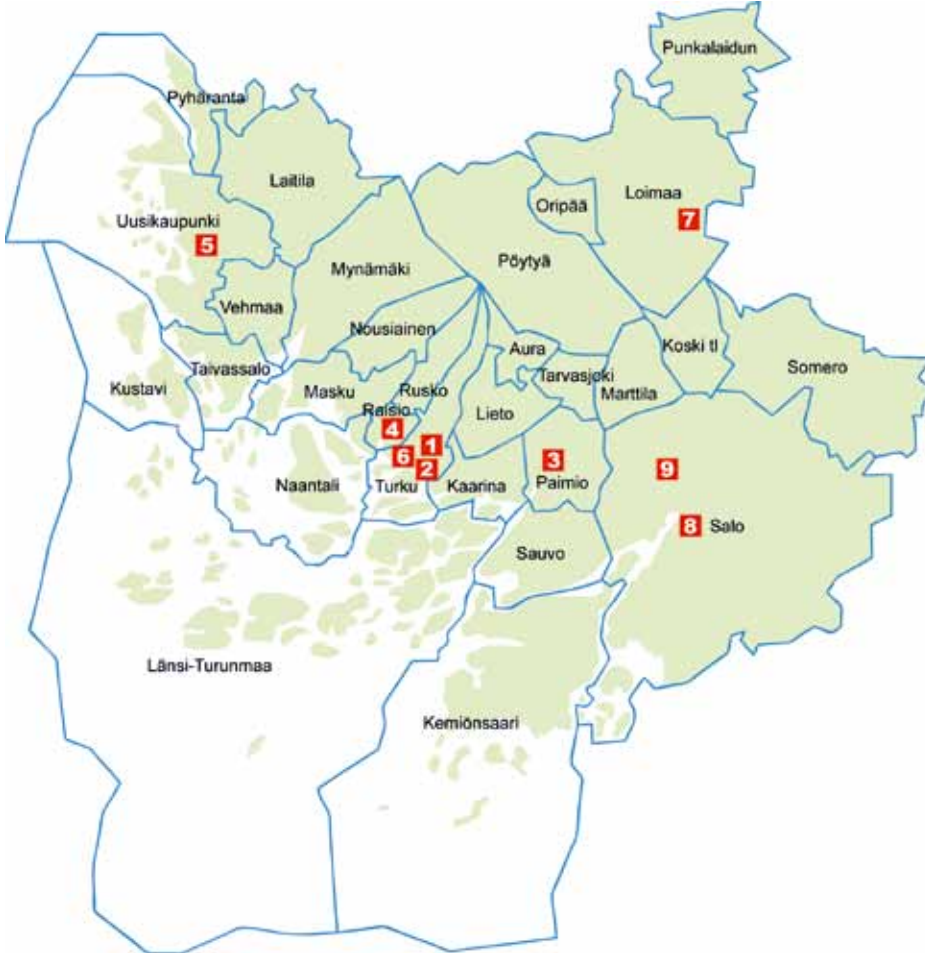 Punkalaidun
Pyhäranta
Laitila
Loimaa
Oripää
7
Uusikaupunki
5
Mynämäki
Pöytyä
Vehmaa
Nousiainen
Aura
Koski tl
Taivassalo
Tarvasjoki
Somero
Kustavi
Masku
Rusko
Marttila
Raisio
Lieto
4
1
6
2
3
9
Naantali
Turku
Kaarina
Paimio
8
Salo
Sauvo
Länsi-Turunmaa
Kemiönsaari